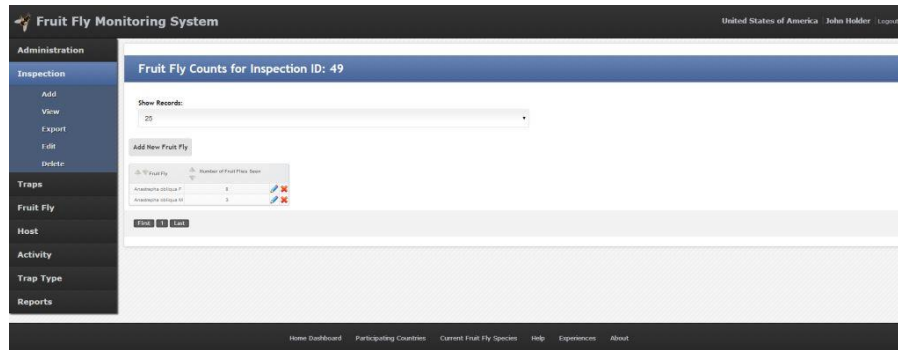 Fruit Fly Monitoring System
United States of America John Holder Logout
Administration
Inspection
Add
View
Export
Edit
Delete
Traps
Fruit Fly
Host
Activity
Trap Type
Reports
Fruit Fly Counts for Inspection ID: 49
Show Records:
25
Add New Fruit Fly
Fruit Fly Number of Fruit Flies Seen
Anastrepha obliqua F
Anastrepha obliqua M
First 1 Last
Home Dashboard Participating Countries Current Fruit Fly Species Help Experiences About